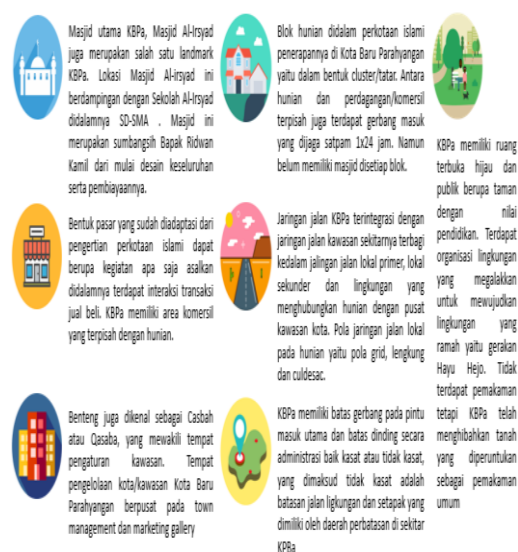 Masjid utama KBPa, Masjid Al-Irsyad
juga merupakan salah satu landmark
KBPa. Lokasi Masjid Al-irsyad ini
berdampingan dengan Sekolah Al-Irsyad
didalamnya SD-SMA . Masjid ini
merupakan sumbangsih Bapak Ridwan
Kamil dari mulai desain keseluruhan
serta pembiayaannya.
Bentuk pasar yang sudah diadaptasi dari
pengertian perkotaan islami dapat
berupa kegiatan apa saja asalkan
didalamnya terdapat interaksi transaksi
jual beli. KBPa memiliki area komersil
yang terpisah dengan hunian.
Benteng juga dikenal sebagai Casbah
atau Qasaba, yang mewakili tempat
pengaturan kawasan. Tempat
pengelolaan kota/kawasan Kota Baru
Parahyangan berpusat pada town
management dan marketing gallery
Blok hunian didalam perkotaan islami
penerapannya di Kota Baru Parahyangan
yaitu dalam bentuk cluster/tatar. Antara
hunian dan perdagangan/komersil
terpisah juga terdapat gerbang masuk
yang dijaga satpam 1x24 jam. Namun
belum memiliki masjid disetiap blok.
Jaringan jalan KBPa terintegrasi dengan
jaringan jalan kawasan sekitarnya terbagi
kedalam jalingan jalan lokal primer, lokal
sekunder dan lingkungan yang
menghubungkan hunian dengan pusat
kawasan kota. Pola jaringan jalan lokal
pada hunian yaitu pola grid, lengkung
dan culdesac.
KBPa memiliki batas gerbang pada pintu
masuk utama dan batas dinding secara
administrasi baik kasat atau tidak kasat,
yang dimaksud tidak kasat adalah
batasan jalan ligkungan dan setapak yang
dimiliki oleh daerah perbatasan di sekitar
KPBa
KBPa memiliki ruang
terbuka hijau dan
publik berupa taman
dengan nilai
pendidikan. Terdapat
organisasi lingkungan
yang megalakkan
untuk mewujudkan
lingkungan yang
ramah yaitu gerakan
Hayu Hejo. Tidak
terdapat pemakaman
tetapi KBPa telah
menghibahkan tanah
yang diperuntukan
sebagai pemakaman
umum